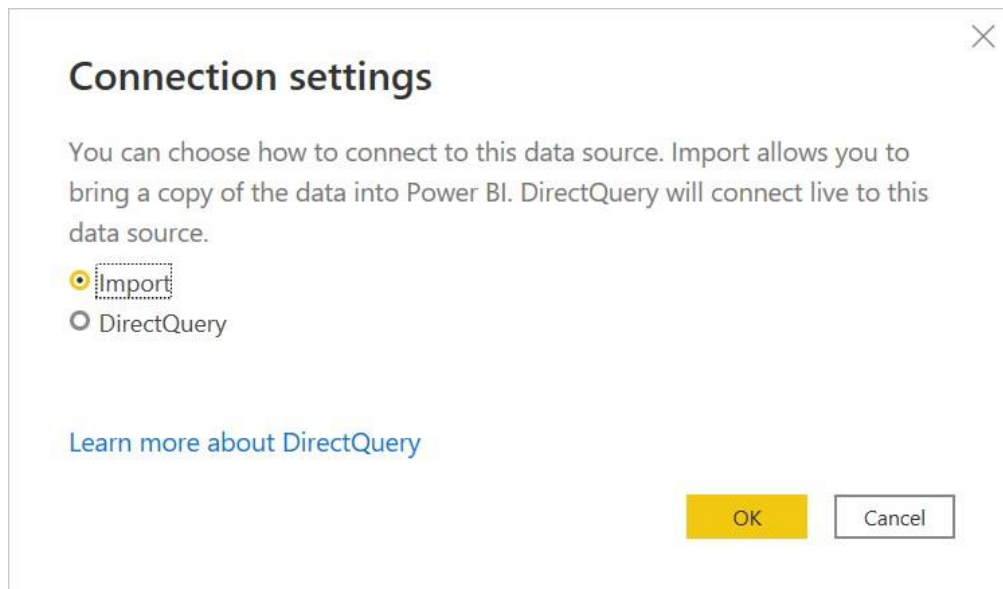 Connection settings
You can choose how to connect to this data source. Import allows you to
bring a copy of the data into Power BI. DirectQuery will connect live to this
data source.
Import
DirectQuery
Learn more about DirectQuery
OK Cancel